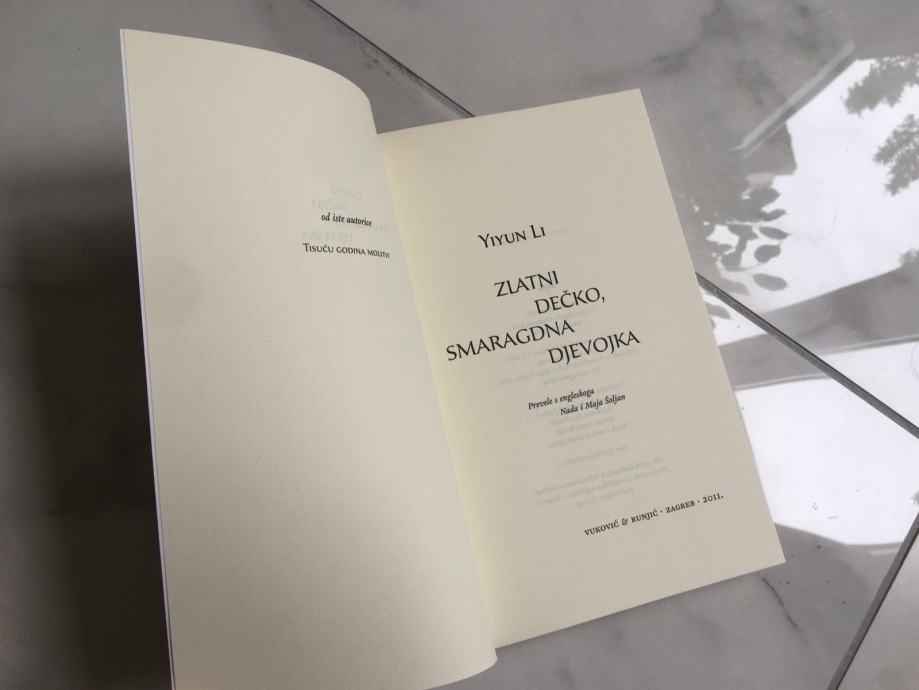 od iste autorice
Tisuću godina molitvi
Yiyun Li
ZLATNI
DEČKO,
SMARAGDNA
DJEVOJKA
Prevele s engleskoga
Nada i Maja Šoljan
VUKOVIĆ & RUNJIĆ · ZAGREB · 2011.